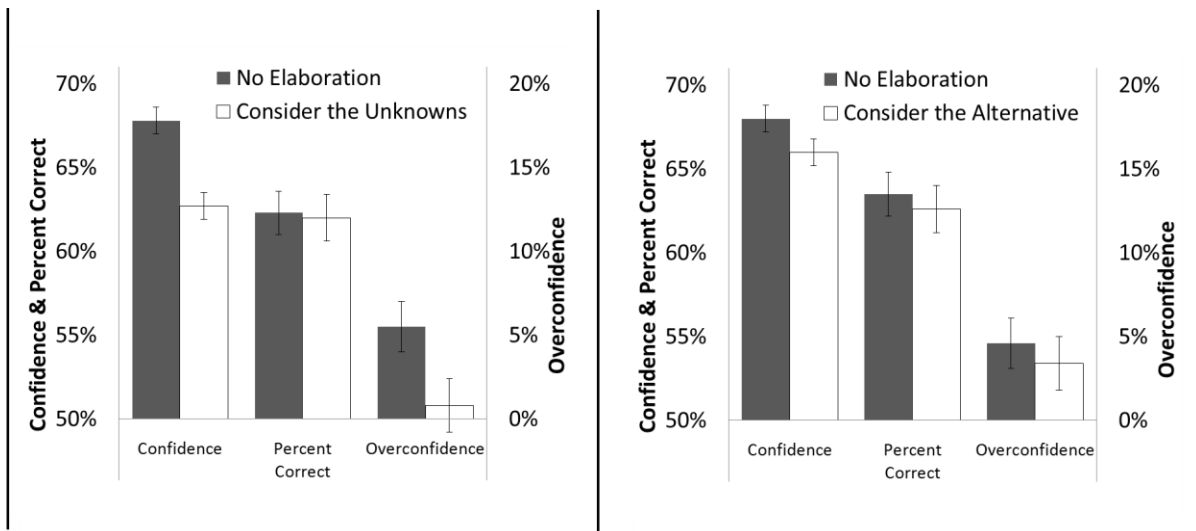 70%
65%
60%
55%
50%
Confidence & Percent Correct
No Elaboration
Consider the Unknowns
20%
15%
10%
5%
0%
Overconfidence
Confidence
Percent
Correct
Overconfidence
70%
65%
60%
55%
50%
Confidence & Percent Correct
No Elaboration
Consider the Alternative
20%
15%
10%
5%
0%
Overconfidence
Confidence
Percent
Correct
Overconfidence